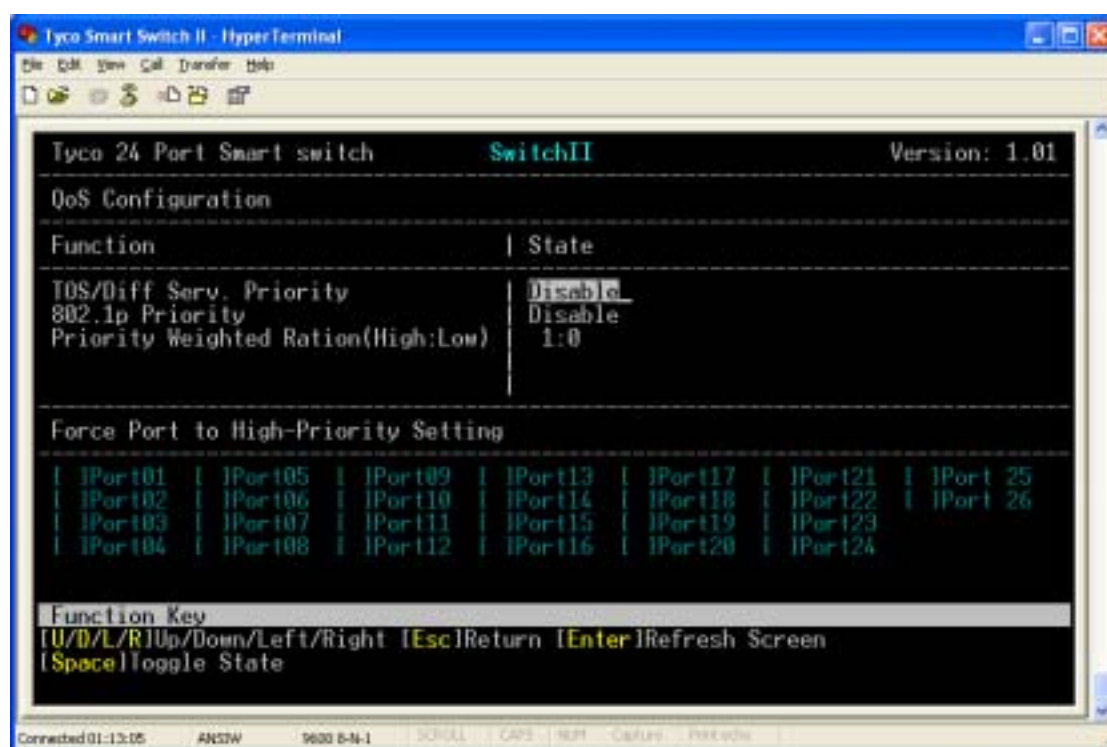 Tyco Smart Switch II - HyperTerminal
File Edit View Call Transfer Help
Tyco 24 Port Smart switch SwitchII Version: 1.01
QoS Configuration
Function | State
TOS/Diff Serv. Priority | Disable
802.1p Priority | Disable
Priority Weighted Ration(High:Low) | 1:0
Force Port to High-Priority Setting
[ ]Port01 [ ]Port05 [ ]Port09 [ ]Port13 [ ]Port17 [ ]Port21 [ ]Port 25
[ ]Port02 [ ]Port06 [ ]Port10 [ ]Port14 [ ]Port18 [ ]Port22 [ ]Port 26
[ ]Port03 [ ]Port07 [ ]Port11 [ ]Port15 [ ]Port19 [ ]Port23
[ ]Port04 [ ]Port08 [ ]Port12 [ ]Port16 [ ]Port20 [ ]Port24
Function Key
[U/D/L/R]Up/Down/Left/Right [Esc]Return [Enter]Refresh Screen
[Space]Toggle State
Connected 01:13:05 ANSIW 9600 8-N-1 SCROLL CAPS NUM Capture Print echo